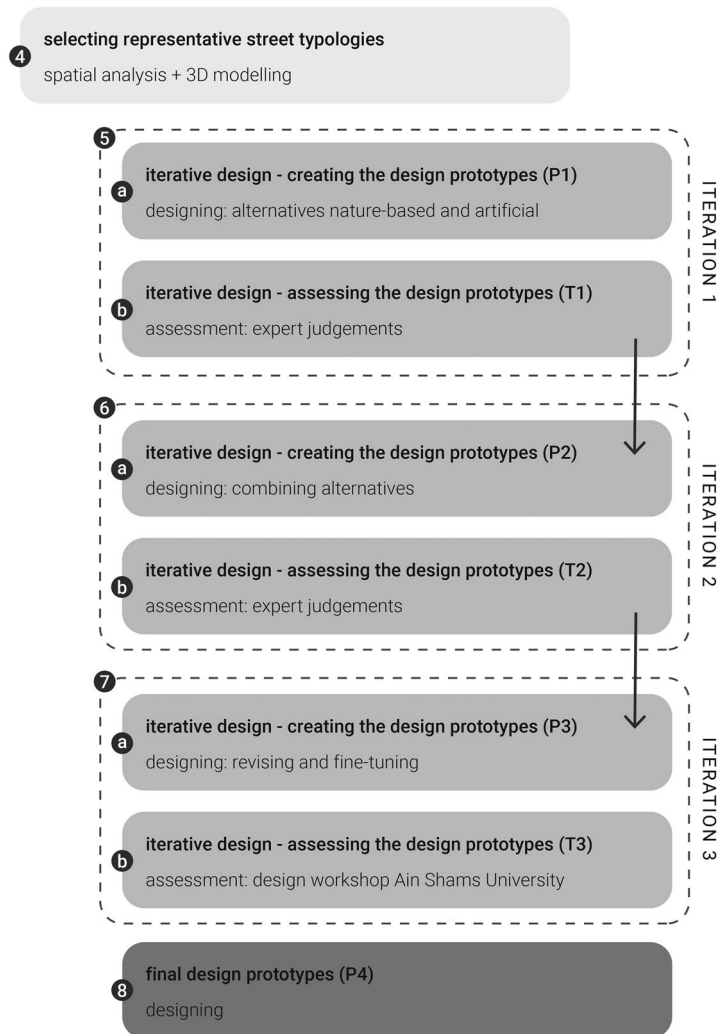 4
selecting representative street typologies
spatial analysis + 3D modelling
5
a
iterative design - creating the design prototypes (P1)
designing: alternatives nature-based and artificial
b
iterative design - assessing the design prototypes (T1)
assessment: expert judgements
ITERATION 1
6
a
iterative design - creating the design prototypes (P2)
designing: combining alternatives
b
iterative design - assessing the design prototypes (T2)
assessment: expert judgements
ITERATION 2
7
a
iterative design - creating the design prototypes (P3)
designing: revising and fine-tuning
b
iterative design - assessing the design prototypes (T3)
assessment: design workshop Ain Shams University
ITERATION 3
8
final design prototypes (P4)
designing